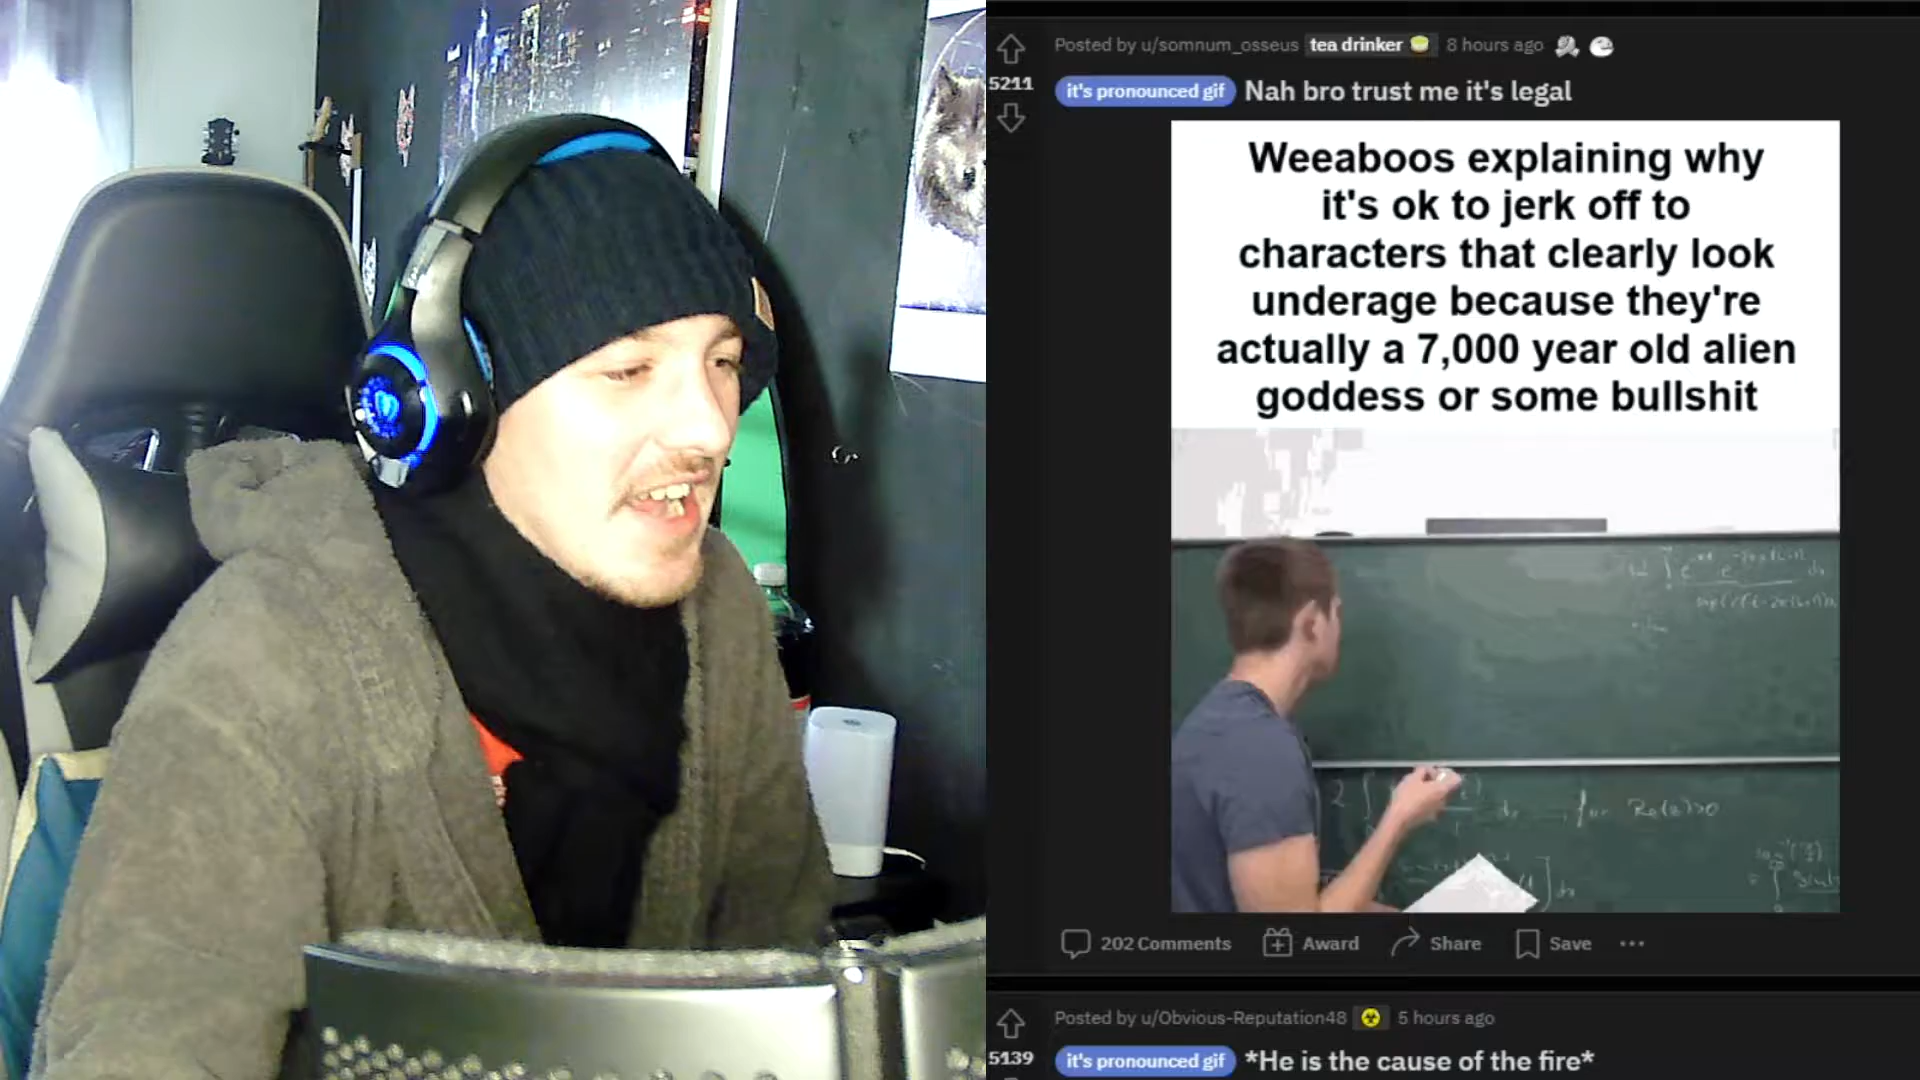 Posted by u/somnum_osseus tea drinker 8 hours ago
5211
it's pronounced gif Nah bro trust me it's legal
Weeaboos explaining why
it's ok to jerk off to
characters that clearly look
underage because they're
actually a 7,000 year old alien
goddess or some bullshit
202 Comments Award Share Save
Posted by u/Obvious-Reputation48 5 hours ago
5139
it's pronounced gif *He is the cause of the fire*